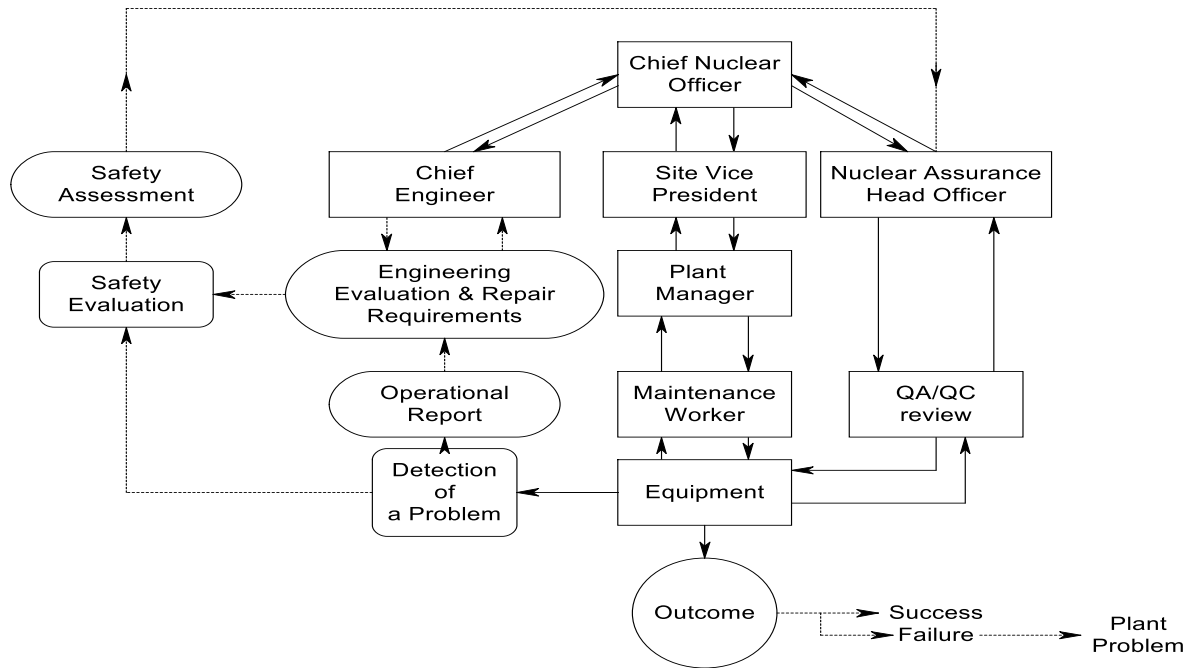 Chief Nuclear
Officer
Safety
Assessment
Chief
Engineer
Site Vice
President
Nuclear Assurance
Head Officer
Safety
Evaluation
Engineering
Evaluation & Repair
Requirements
Plant
Manager
Operational
Report
Maintenance
Worker
QA/QC
review
Detection
of
a Problem
Equipment
Outcome
Success
Failure
Plant
Problem